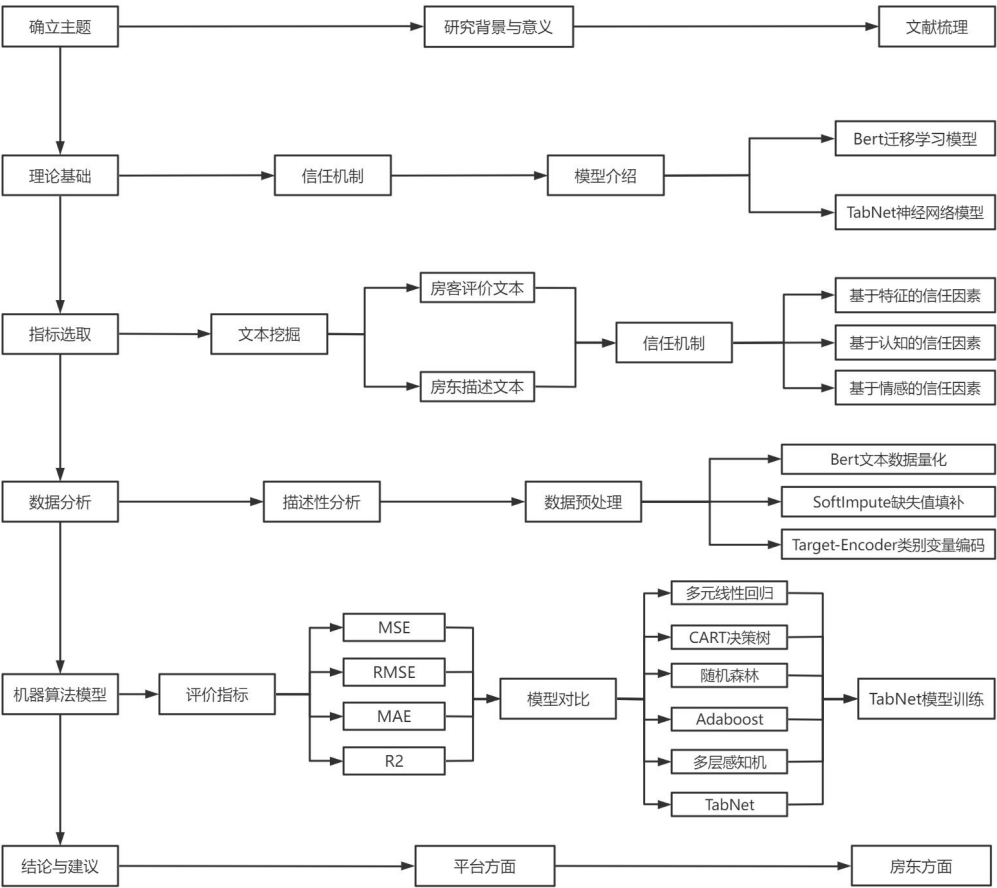 确立主题
研究背景与意义
文献梳理
理论基础
信任机制
模型介绍
Bert迁移学习模型
TabNet神经网络模型
指标选取
文本挖掘
房客评价文本
房东描述文本
信任机制
基于特征的信任因素
基于认知的信任因素
基于情感的信任因素
数据分析
描述性分析
数据预处理
Bert文本数据量化
SoftImpute缺失值填补
Target-Encoder类别变量编码
机器算法模型
评价指标
MSE
RMSE
MAE
R2
模型对比
多元线性回归
CART决策树
随机森林
Adaboost
多层感知机
TabNet
TabNet模型训练
结论与建议
平台方面
房东方面